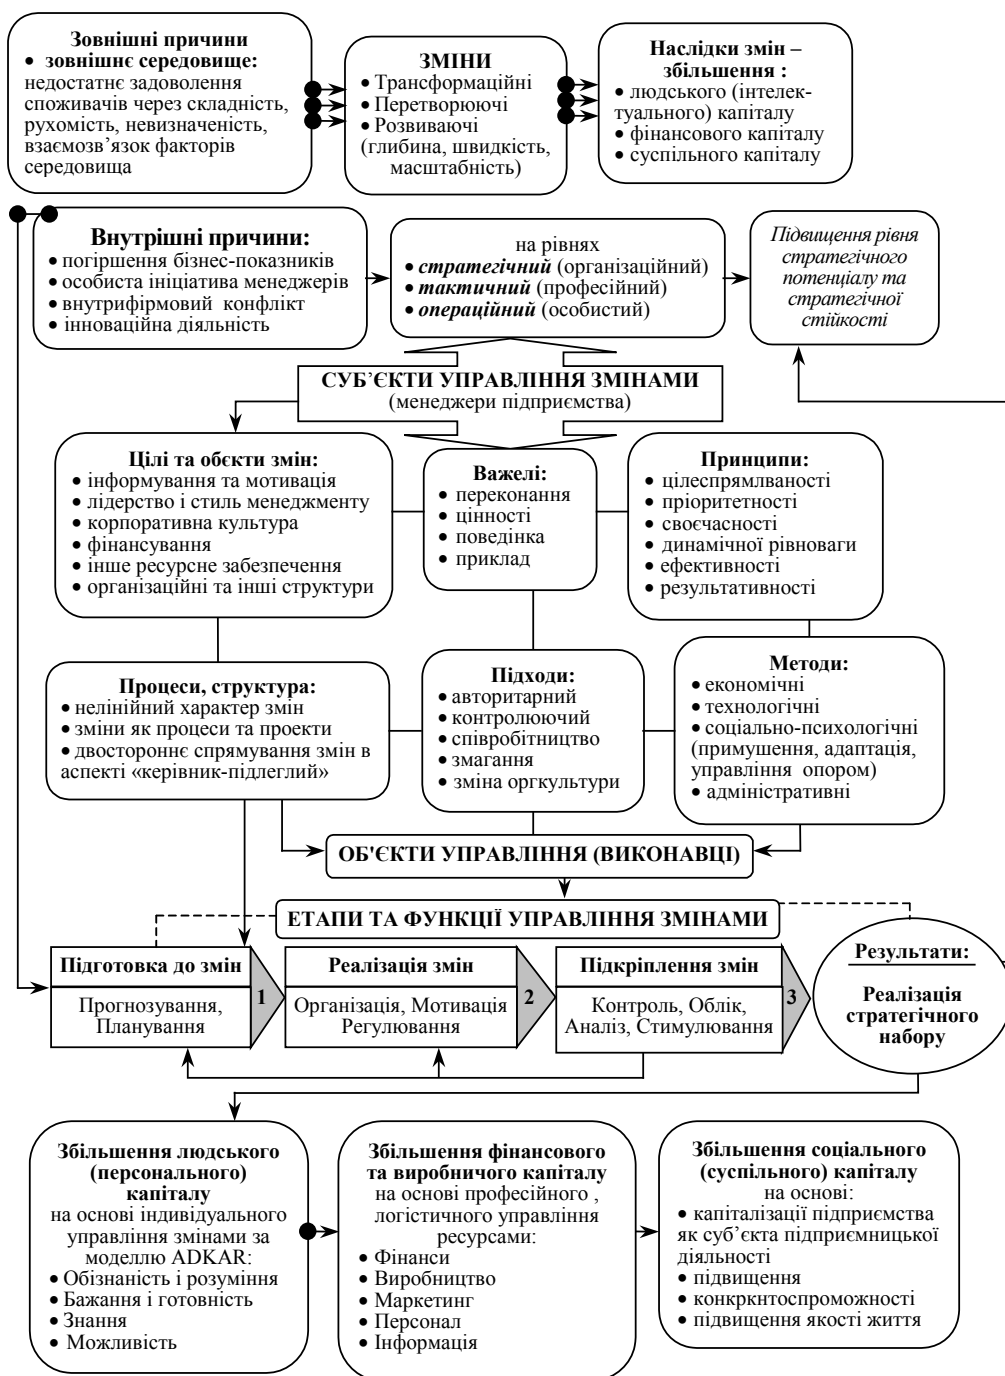 Зовнішні причини
• зовнішнє середовище:
недостатнє задоволення
споживачів через складність,
рухомість, невизначеність,
взаємозв'язок факторів
середовища
ЗМІНИ
• Трансформаційні
• Перетворюючі
• Розвиваючі
(глибина, швидкість,
масштабність)
Наслідки змін –
збільшення :
• людського (інтелек-
туального) капіталу
• фінансового капіталу
• суспільного капіталу
Внутрішні причини:
• погіршення бізнес-показників
• особиста ініціатива менеджерів
• внутрифірмовий конфлікт
• інноваційна діяльність
на рівнях
• стратегічний (організаційний)
• тактичний (професійний)
• операційний (особистий)
Підвищення рівня
стратегічного
потенціалу та
стратегічної
стійкості
СУБ'ЄКТИ УПРАВЛІННЯ ЗМІНАМИ
(менеджери підприємства)
Цілі та обєкти змін:
• інформування та мотивація
• лідерство і стиль менеджменту
• корпоративна культура
• фінансування
• інше ресурсне забезпечення
• організаційні та інші структури
Важелі:
• переконання
• цінності
• поведінка
• приклад
Принципи:
• цілеспрямлваності
• пріоритетності
• своєчасності
• динамічної рівноваги
• ефективності
• результативності
Процеси, структура:
• нелінійний характер змін
• зміни як процеси та проекти
• двостороннє спрямування змін в
аспекті «керівник-підлеглий»
Підходи:
• авторитарний
• контролюючий
• співробітництво
• змагання
• зміна оргкультури
Методи:
• економічні
• технологічні
• соціально-психологічні
(примушення, адаптація,
управління опором)
• адміністративні
ОБ'ЄКТИ УПРАВЛІННЯ (ВИКОНАВЦІ)
ЕТАПИ ТА ФУНКЦІЇ УПРАВЛІННЯ ЗМІНАМИ
Підготовка до змін
Прогнозування,
Планування
1
Реалізація змін
Організація, Мотивація
Регулювання
2
Підкріплення змін
Контроль, Облік,
Аналіз, Стимулювання
3
Результати:
Реалізація
стратегічного
набору
Збільшення людського
(персонального)
капіталу
на основі індивідуального
управління змінами за
моделлю ADKAR:
• Обізнаність і розуміння
• Бажання і готовність
• Знання
• Можливість
Збільшення фінансового
та виробничого капіталу
на основі професійного ,
логістичного управління
ресурсами:
• Фінанси
• Виробництво
• Маркетинг
• Персонал
• Інформація
Збільшення соціального
(суспільного) капіталу
на основі:
• капіталізації підприємства
як суб'єкта підприємницької
діяльності
• підвищення
• конкркнтоспроможності
• підвищення якості життя